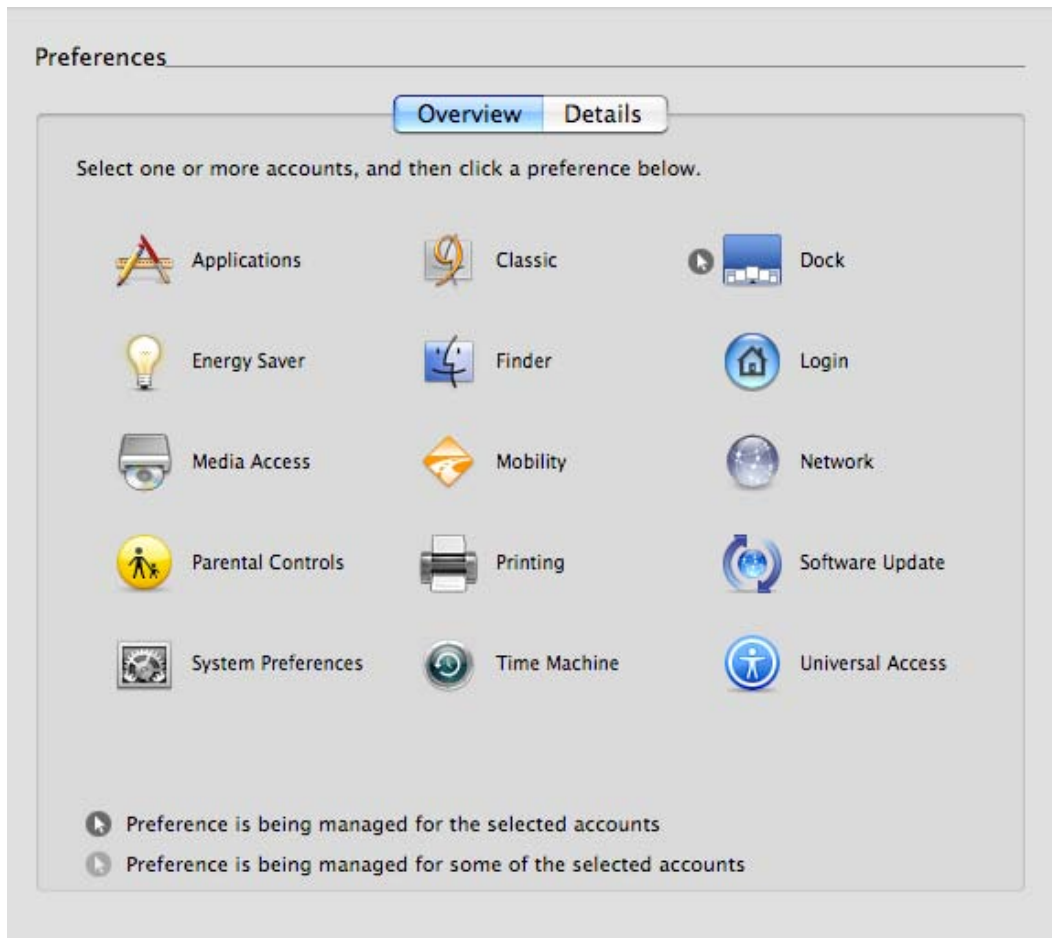 Preferences
Overview Details
Select one or more accounts, and then click a preference below.
Applications Classic Dock
Energy Saver Finder Login
Media Access Mobility Network
Parental Controls Printing Software Update
System Preferences Time Machine Universal Access
Preference is being managed for the selected accounts
Preference is being managed for some of the selected accounts